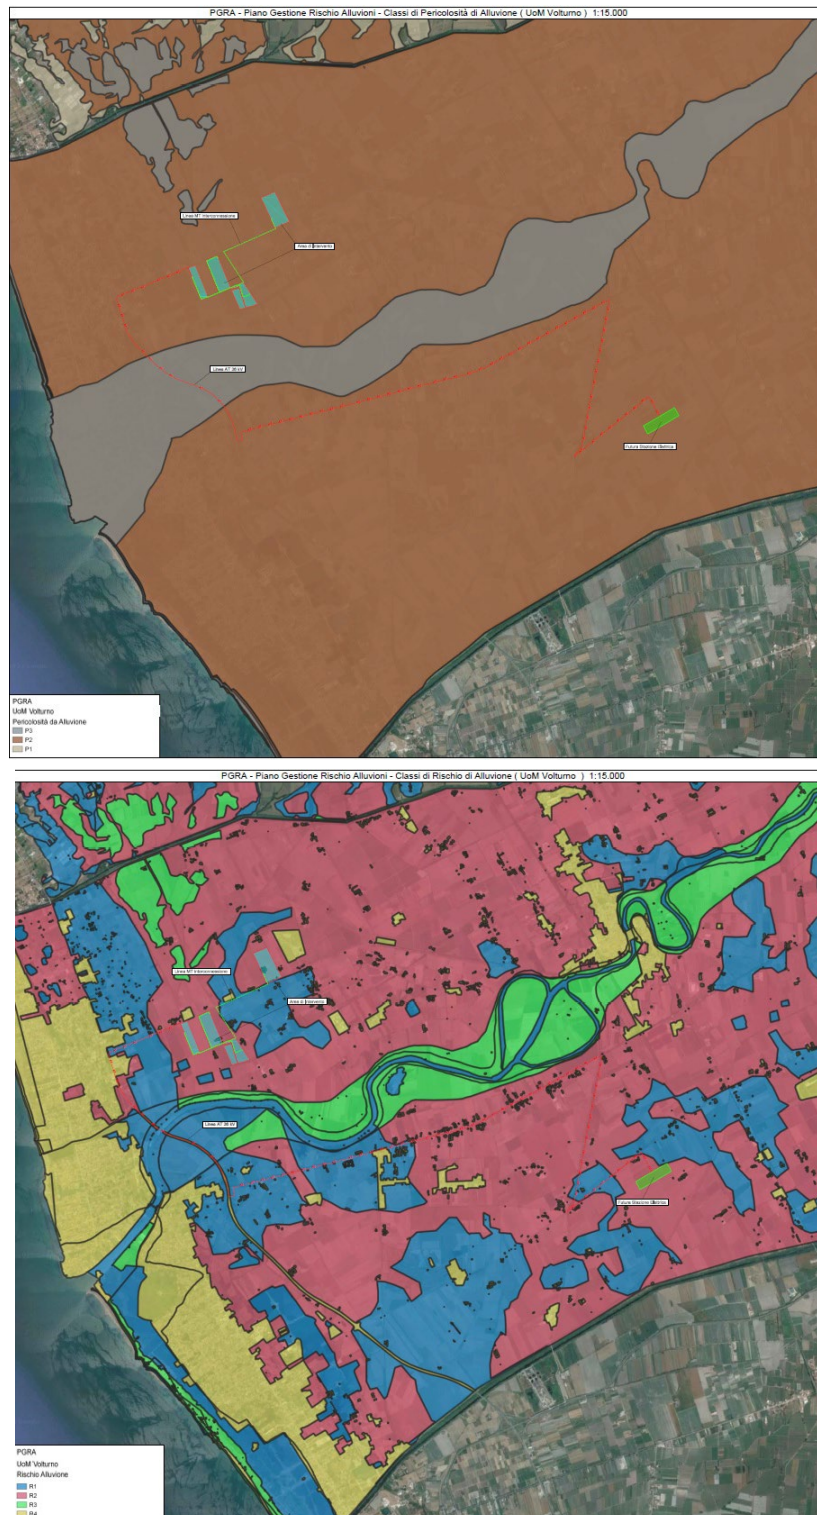 PGRA - Piano Gestione Rischio Alluvioni - Classi di Pericolosità di Alluvione ( UoM Volturno ) 1:15.000
Linea MT Interconnessione
Area di Intervento
Linea AT 36 kV
Futura Stazione Elettrica
PGRA
UoM Volturno
Pericolosità da Alluvione
P3
P2
P1
PGRA - Piano Gestione Rischio Alluvioni - Classi di Rischio di Alluvione ( UoM Volturno ) 1:15.000
Linea MT Interconnessione
Area di Intervento
Linea AT 36 kV
Futura Stazione Elettrica
PGRA
UoM Volturno
Rischio Alluvione
R1
R2
R3
R4